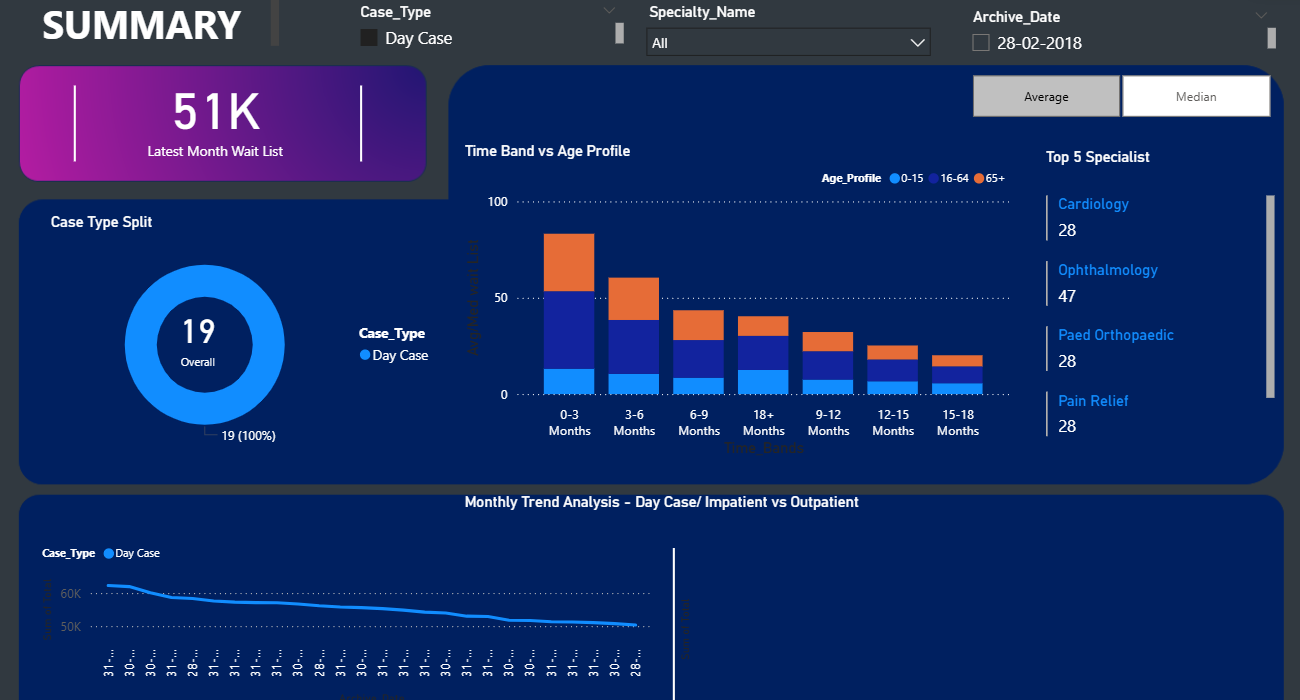 SUMMARY
Case_Type
Day Case
Specialty_Name
All
Archive_Date
28-02-2018
51K
Latest Month Wait List
Average
Median
Time Band vs Age Profile
Age_Profile 0-15 16-64 65+
100
50
0
0-3 Months
3-6 Months
6-9 Months
18+ Months
9-12 Months
12-15 Months
15-18 Months
Time_Bands
Top 5 Specialist
Cardiology
28
Ophthalmology
47
Paed Orthopaedic
28
Pain Relief
28
Case Type Split
19
Overall
19 (100%)
Case_Type
Day Case
Monthly Trend Analysis - Day Case/ Impatient vs Outpatient
Case_Type Day Case
60K
50K
31-...
30-...
30-...
31-...
28-...
31-...
31-...
31-...
30-...
30-...
28-...
31-...
30-...
31-...
31-...
30-...
30-...
31-...
31-...
30-...
30-...
31-...
31-...
31-...
30-...
28-...